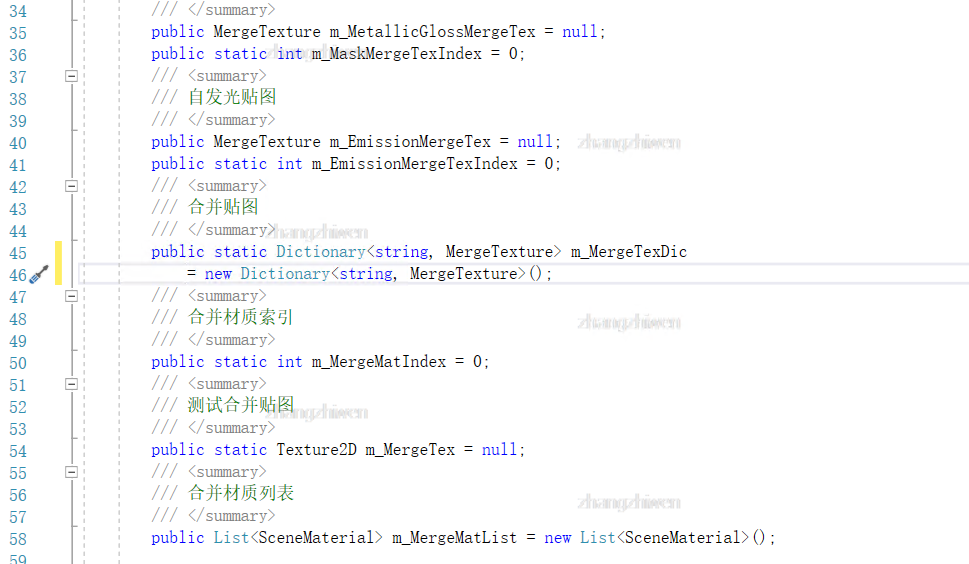 34 /// </summary>
35 public MergeTexture m_MetallicGlossMergeTex = null;
36 public static int m_MaskMergeTexIndex = 0;
37 /// <summary>
38 /// 自发光贴图
39 /// </summary>
40 public MergeTexture m_EmissionMergeTex = null;
41 public static int m_EmissionMergeTexIndex = 0;
42 /// <summary>
43 /// 合并贴图
44 /// </summary>
45 public static Dictionary<string, MergeTexture> m_MergeTexDic
46 = new Dictionary<string, MergeTexture>();
47 /// <summary>
48 /// 合并材质索引
49 /// </summary>
50 public static int m_MergeMatIndex = 0;
51 /// <summary>
52 /// 测试合并贴图
53 /// </summary>
54 public static Texture2D m_MergeTex = null;
55 /// <summary>
56 /// 合并材质列表
57 /// </summary>
58 public List<SceneMaterial> m_MergeMatList = new List<SceneMaterial>();
59
zhangzhiwen
zhangzhiwen
zhangzhiwen
zhangzhiwen
zhangzhiwen
zhangzhiwen